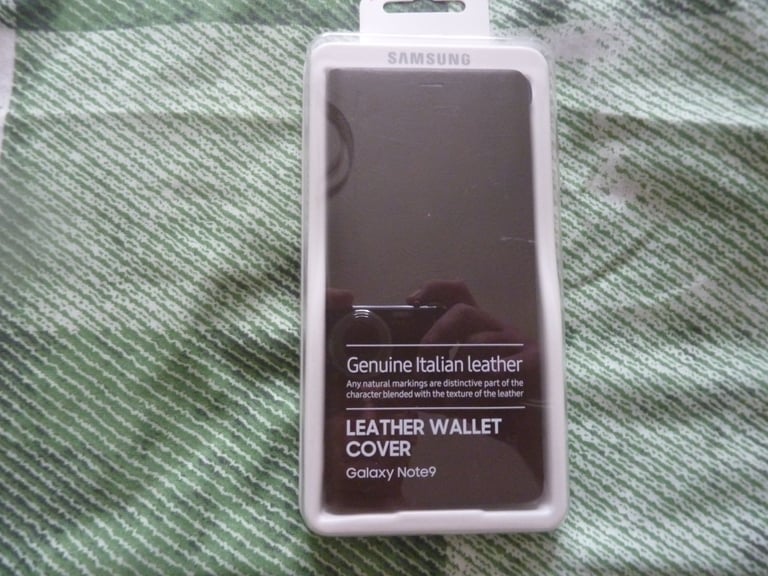 SAMSUNG
Genuine Italian leather
Any natural markings are distinctive part of the
character blended with the texture of the leather
LEATHER WALLET
COVER
Galaxy Note9